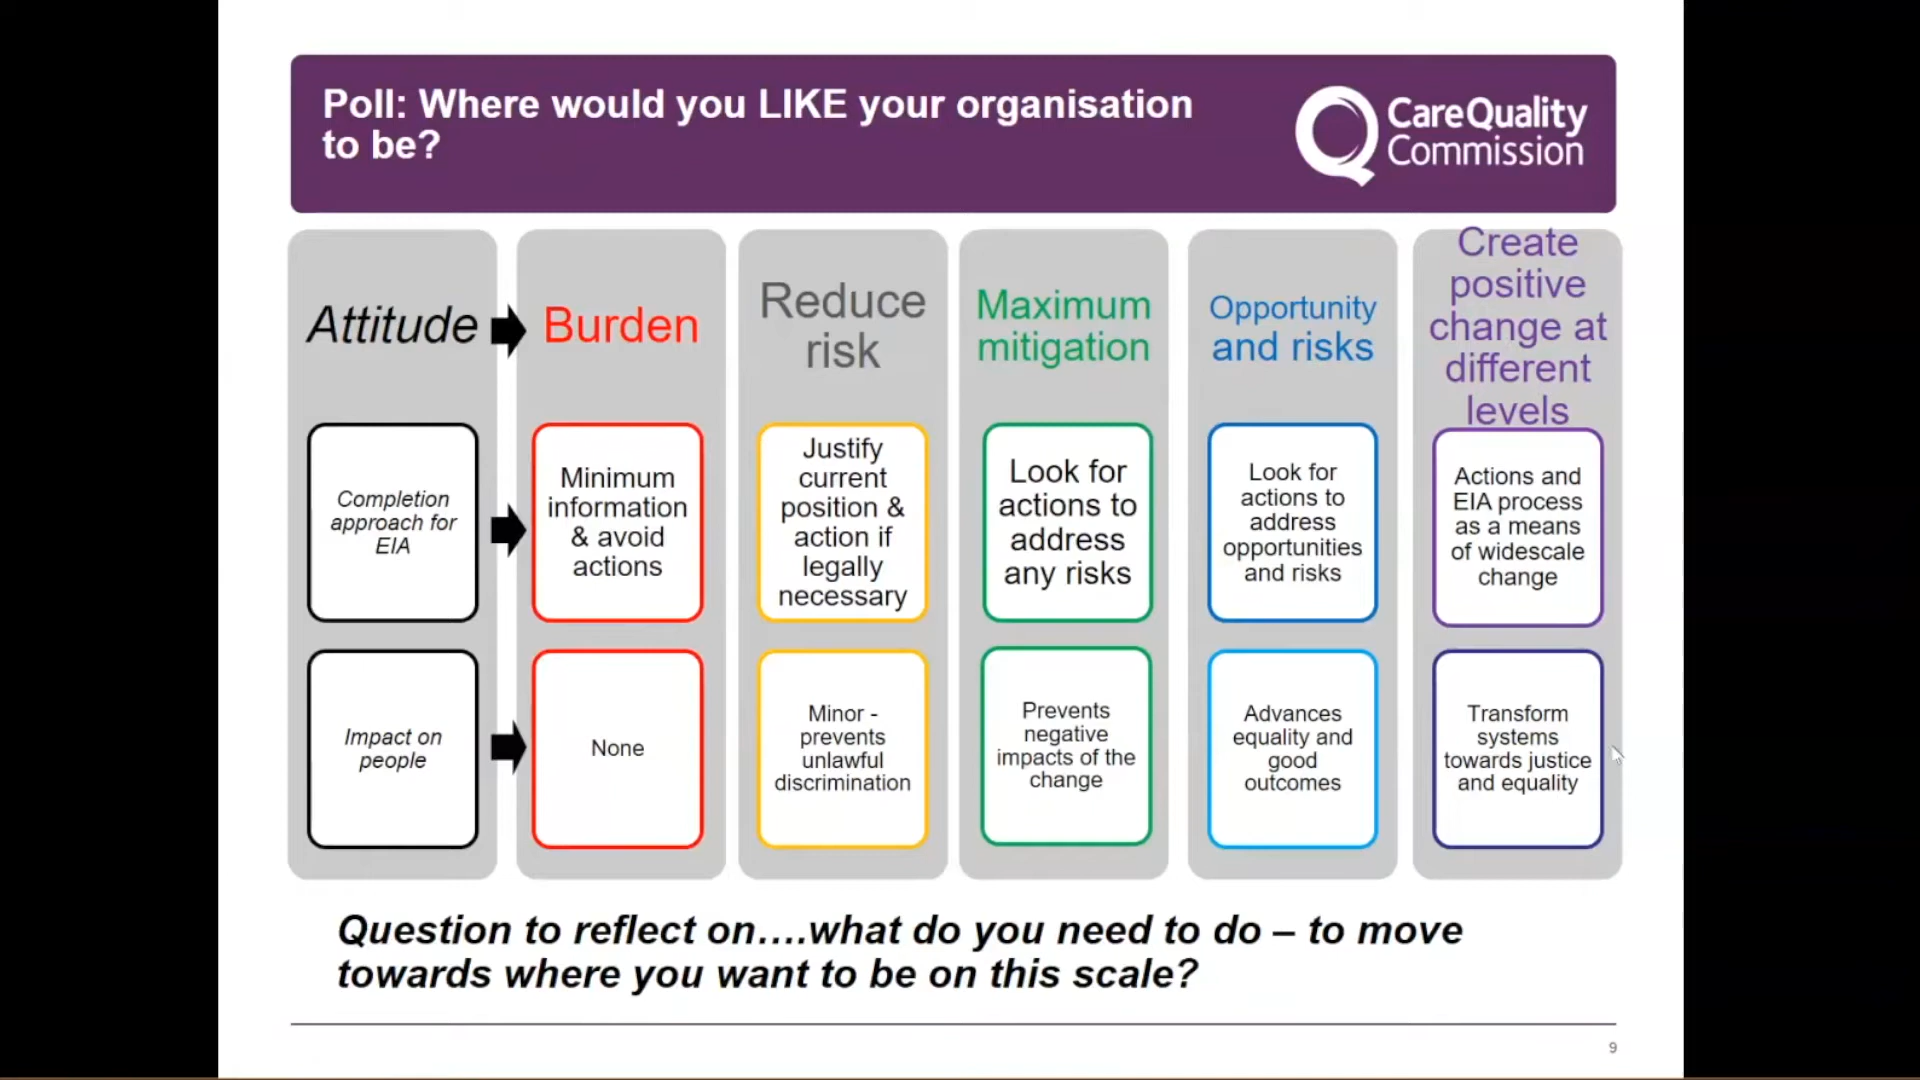 Poll: Where would you LIKE your organisation
to be?
CareQuality
Commission
Attitude
Burden
Reduce
risk
Maximum
mitigation
Opportunity
and risks
Create
positive
change at
different
levels
Completion
approach for
EIA
Minimum
information
& avoid
actions
Justify
current
position &
action if
legally
necessary
Look for
actions to
address
any risks
Look for
actions to
address
opportunities
and risks
Actions and
EIA process
as a means
of widescale
change
Impact on
people
None
Minor -
prevents
unlawful
discrimination
Prevents
negative
impacts of the
change
Advances
equality and
good
outcomes
Transform
systems
towards justice
and equality
Question to reflect on....what do you need to do – to move
towards where you want to be on this scale?
9